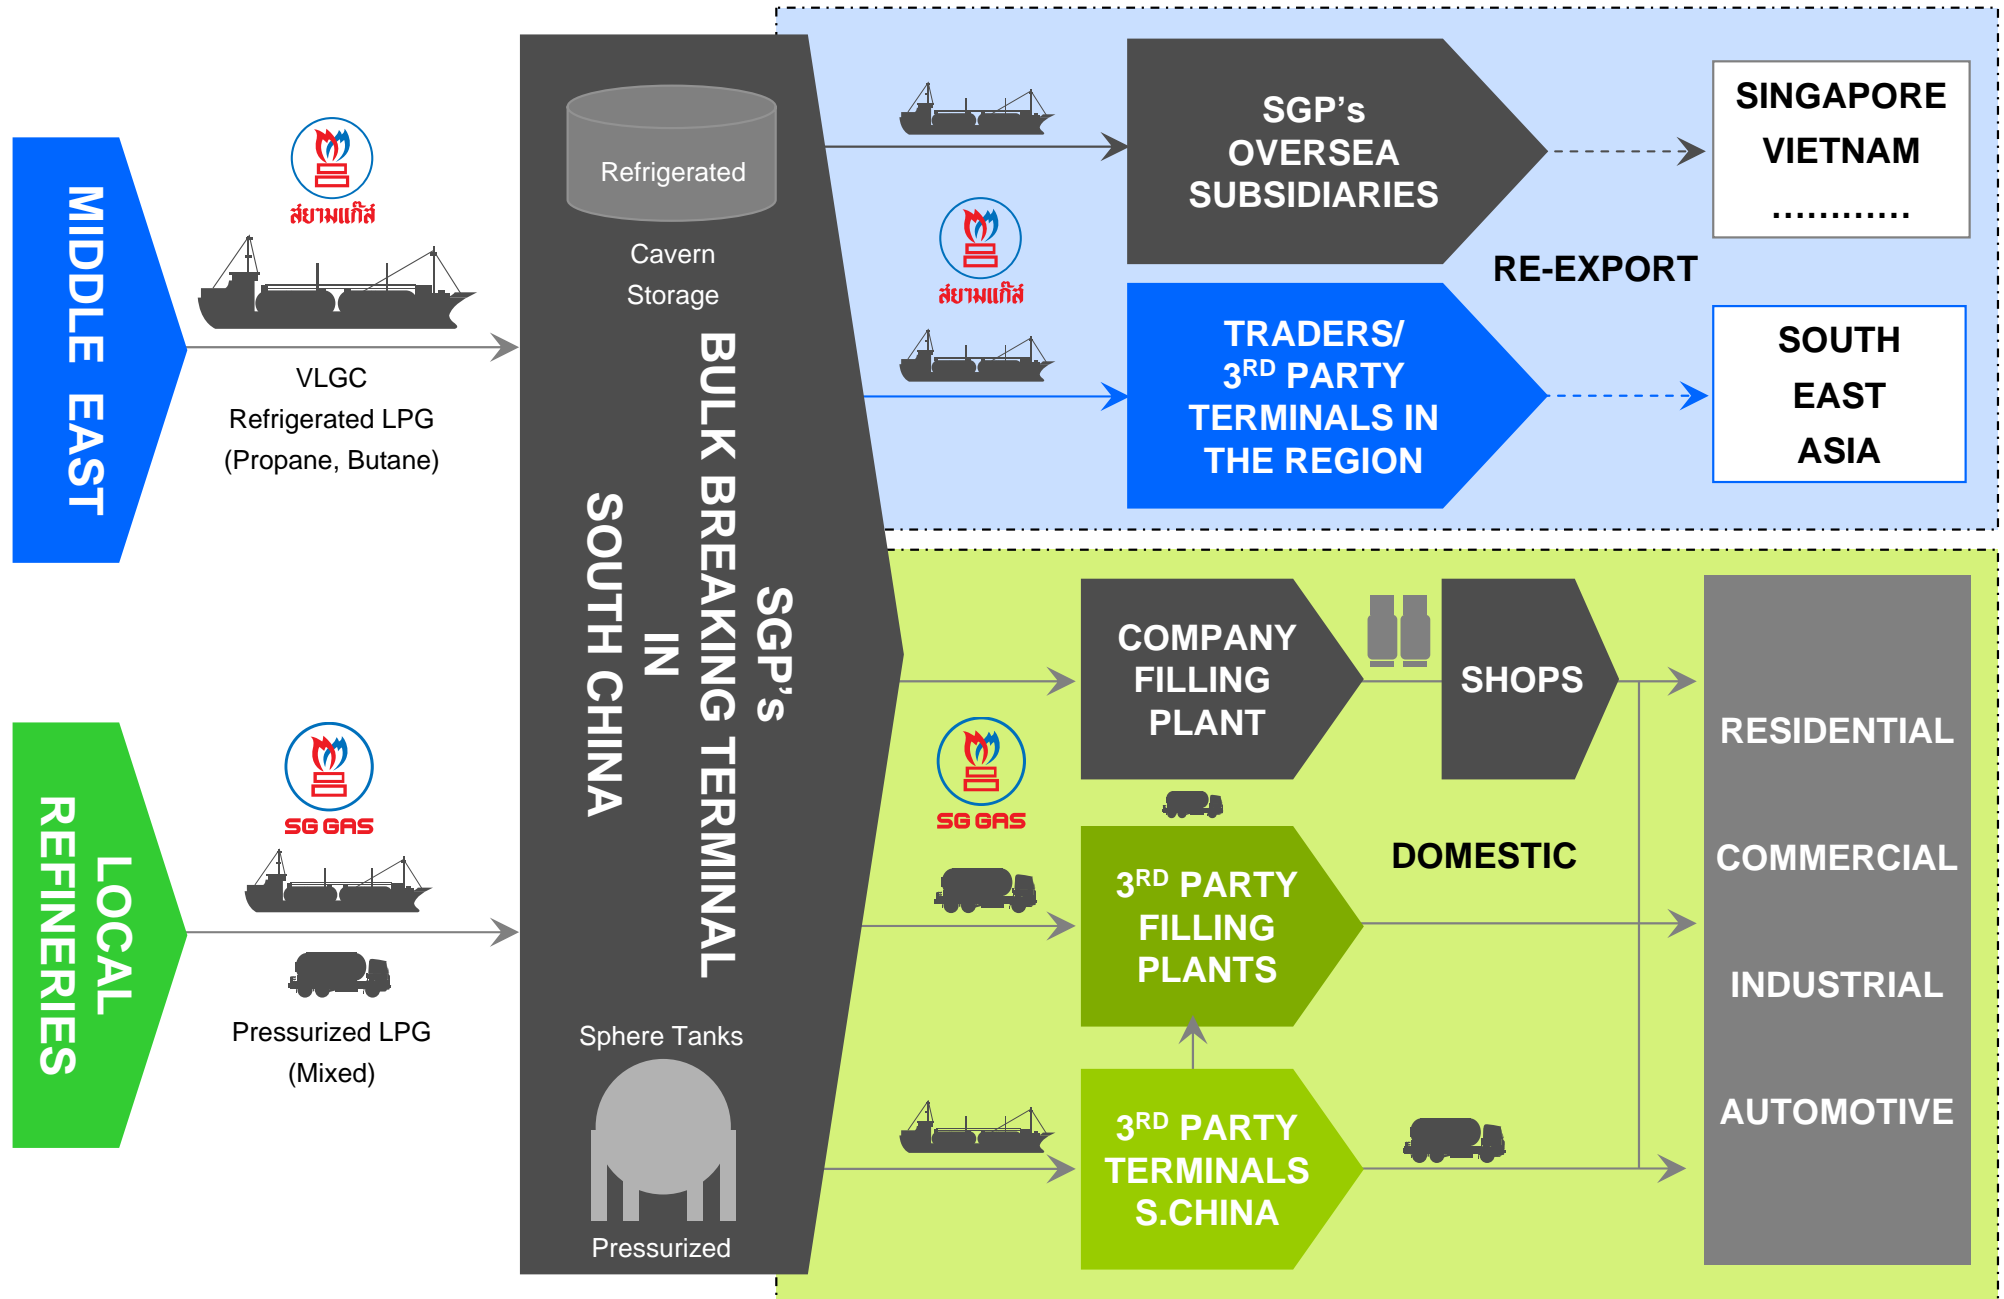 MIDDLE EAST
สยามแก๊ส
VLGC
Refrigerated LPG
(Propane, Butane)
LOCAL
REFINERIES
SG GAS
Pressurized LPG
(Mixed)
Refrigerated
Cavern
Storage
SGP's
BULK BREAKING TERMINAL
IN
SOUTH CHINA
Sphere Tanks
Pressurized
สยามแก๊ส
SGP's
OVERSEA
SUBSIDIARIES
SINGAPORE
VIETNAM
............
RE-EXPORT
TRADERS/
3RD PARTY
TERMINALS IN
THE REGION
SOUTH
EAST
ASIA
SG GAS
COMPANY
FILLING
PLANT
SHOPS
DOMESTIC
3RD PARTY
FILLING
PLANTS
3RD PARTY
TERMINALS
S.CHINA
RESIDENTIAL
COMMERCIAL
INDUSTRIAL
AUTOMOTIVE